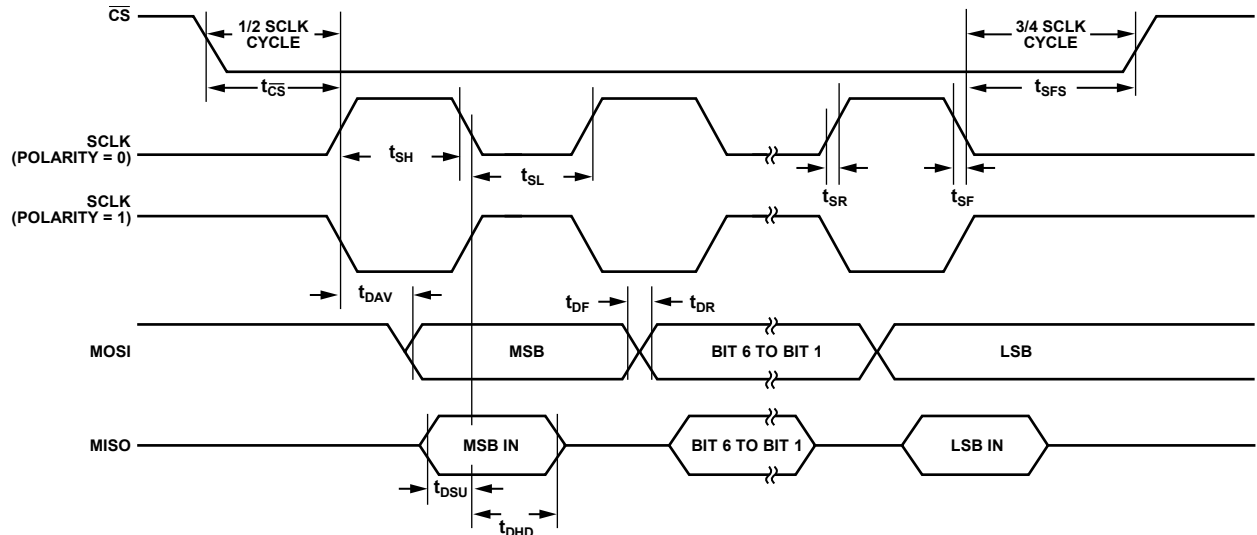 CS
1/2 SCLK
CYCLE
3/4 SCLK
CYCLE
tCS
tSFS
SCLK
(POLARITY = 0)
tSH
tSL
tSR
tSF
SCLK
(POLARITY = 1)
tDAV
tDF
tDR
MOSI
MSB
BIT 6 TO BIT 1
LSB
MISO
MSB IN
BIT 6 TO BIT 1
LSB IN
tDSU
tDHD